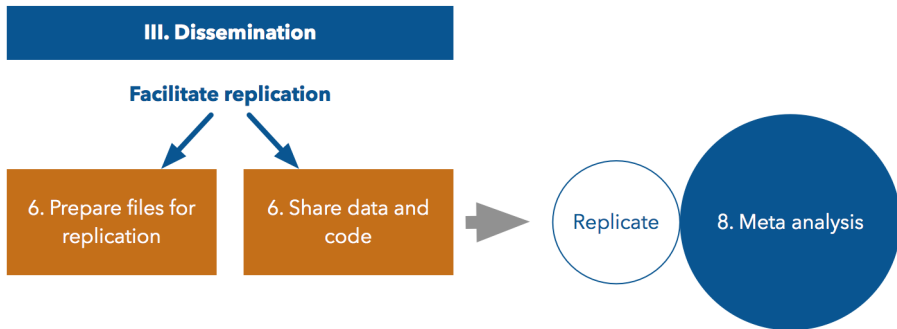 III. Dissemination
Facilitate replication
6. Prepare files for
replication
6. Share data and
code
Replicate
8. Meta analysis